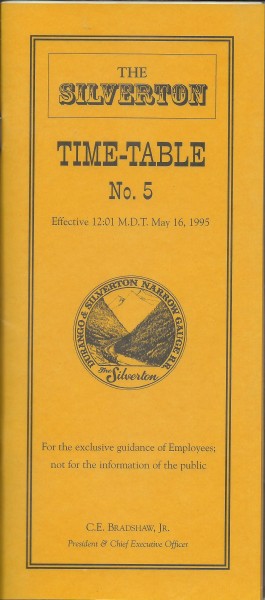 THE
SILVERTON
TIME-TABLE
No. 5
Effective 12:01 M.D.T. May 16, 1995
DURANGO & SILVERTON NARROW GAUGE R.R.
The Silverton
For the exclusive guidance of Employees;
not for the information of the public
C.E. BRADSHAW, JR.
President & Chief Executive Officer